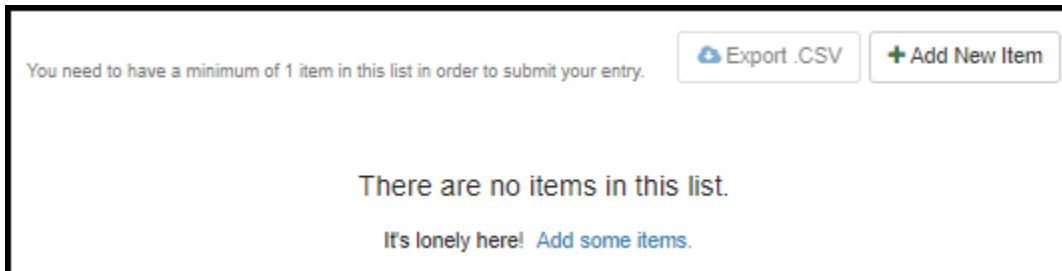 You need to have a minimum of 1 item in this list in order to submit your entry.
Export .CSV
Add New Item
There are no items in this list.
It's lonely here! Add some items.